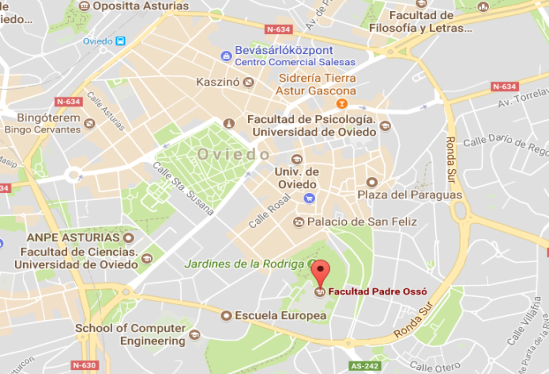 Opositta Asturias
Facultad de
Filosofía y Letras...
Av. de
N-634
Oviedo
Bevásárlóközpont
Centro Comercial Salesas
Kaszinó
Sidrería Tierra
Astur Gascona
N-634
N-634
Av. Torrelav
Calle Asturias
Bingóterem
Bingo Cervantes
Facultad de Psicología.
Universidad de Oviedo
Oviedo
Ronda Sur
Calle Darío de Rego
34
Calle Sta. Susana
Univ. de
Oviedo
Plaza del Paraguas
Calle Rosal
Palacio de San Feliz
ANPE ASTURIAS
Facultad de Ciencias.
Universidad de Oviedo
Jardines de la Rodriga
Facultad Padre Ossó
Escuela Europea
School of Computer
Engineering
Ronda Sur
Calle Villafría
N-630
AS-242
Calle Otero